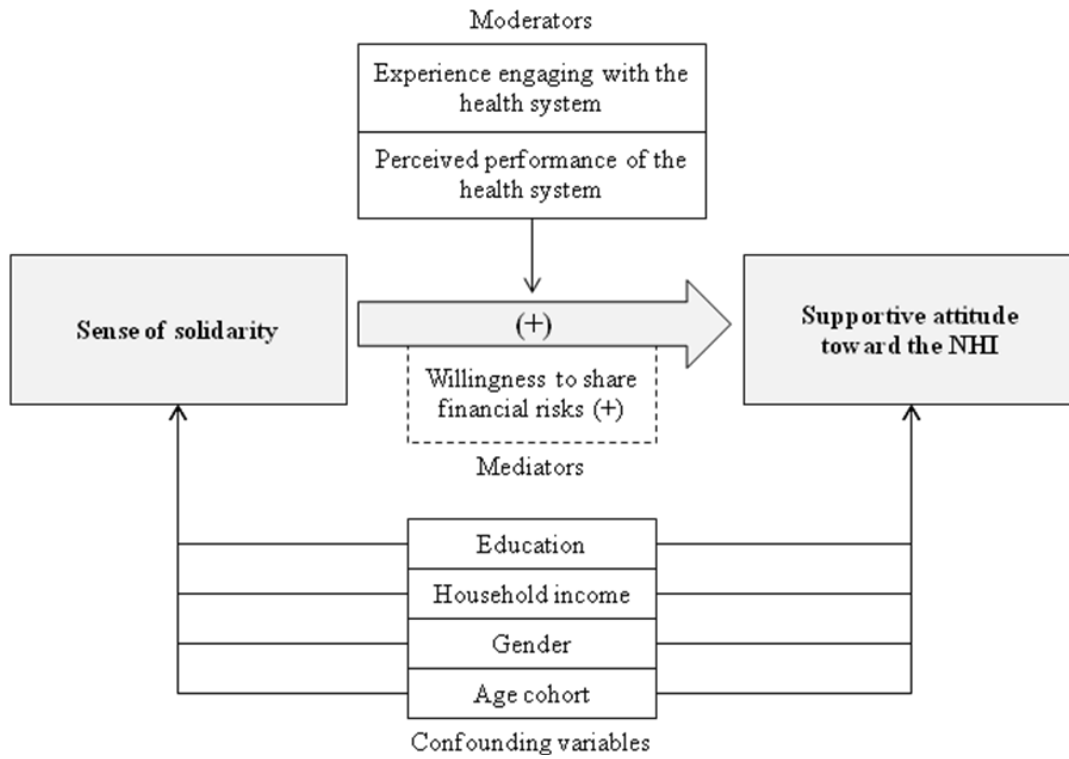 Moderators
Experience engaging with the
health system
Perceived performance of the
health system
Sense of solidarity
(+)
Supportive attitude
toward the NHI
Willingness to share
financial risks (+)
Mediators
Education
Household income
Gender
Age cohort
Confounding variables